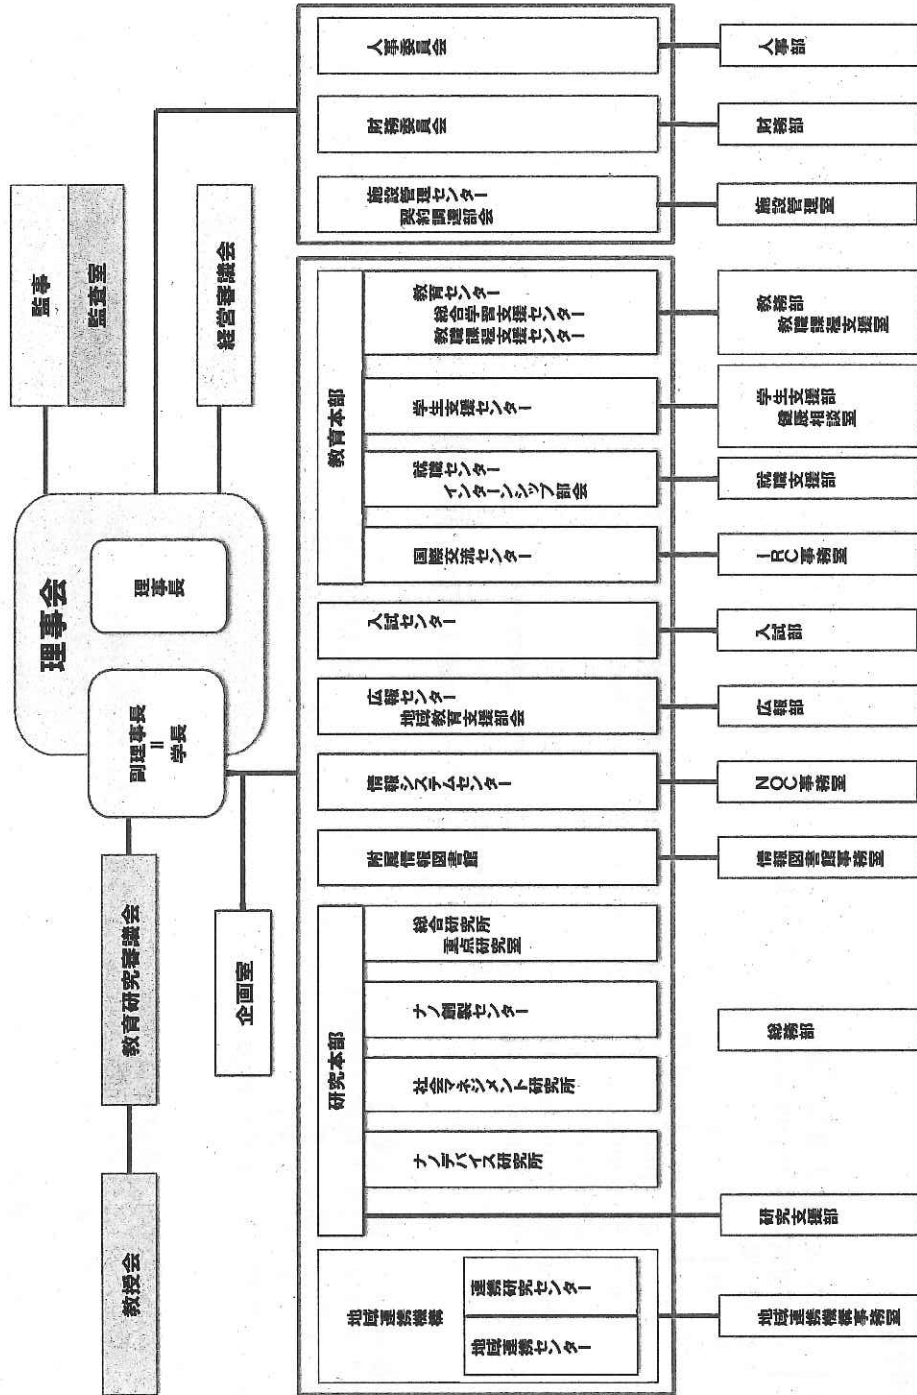 監事
監査室
経営審議会
理事会
理事長
副理事長
＝
学長
教育研究審議会
教授会
企画室
人事委員会
財務委員会
施設管理センター
契約調達部会
教育本部
教育センター
総合学習支援センター
教職課程支援センター
学生支援センター
就職センター
インターンシップ部会
国際交流センター
入試センター
広報センター
地域教育支援部会
情報システムセンター
附属情報図書館
研究本部
総合研究所
重点研究室
ナノ創製センター
社会マネジメント研究所
ナノデバイス研究所
地域連携機構
連携研究センター
地域連携センター
人事部
財務部
施設管理室
教務部
教職課程支援室
学生支援部
健康相談室
就職支援部
IRC事務室
入試部
広報部
NOC事務室
情報図書館事務室
総務部
研究支援部
地域連携機構事務室